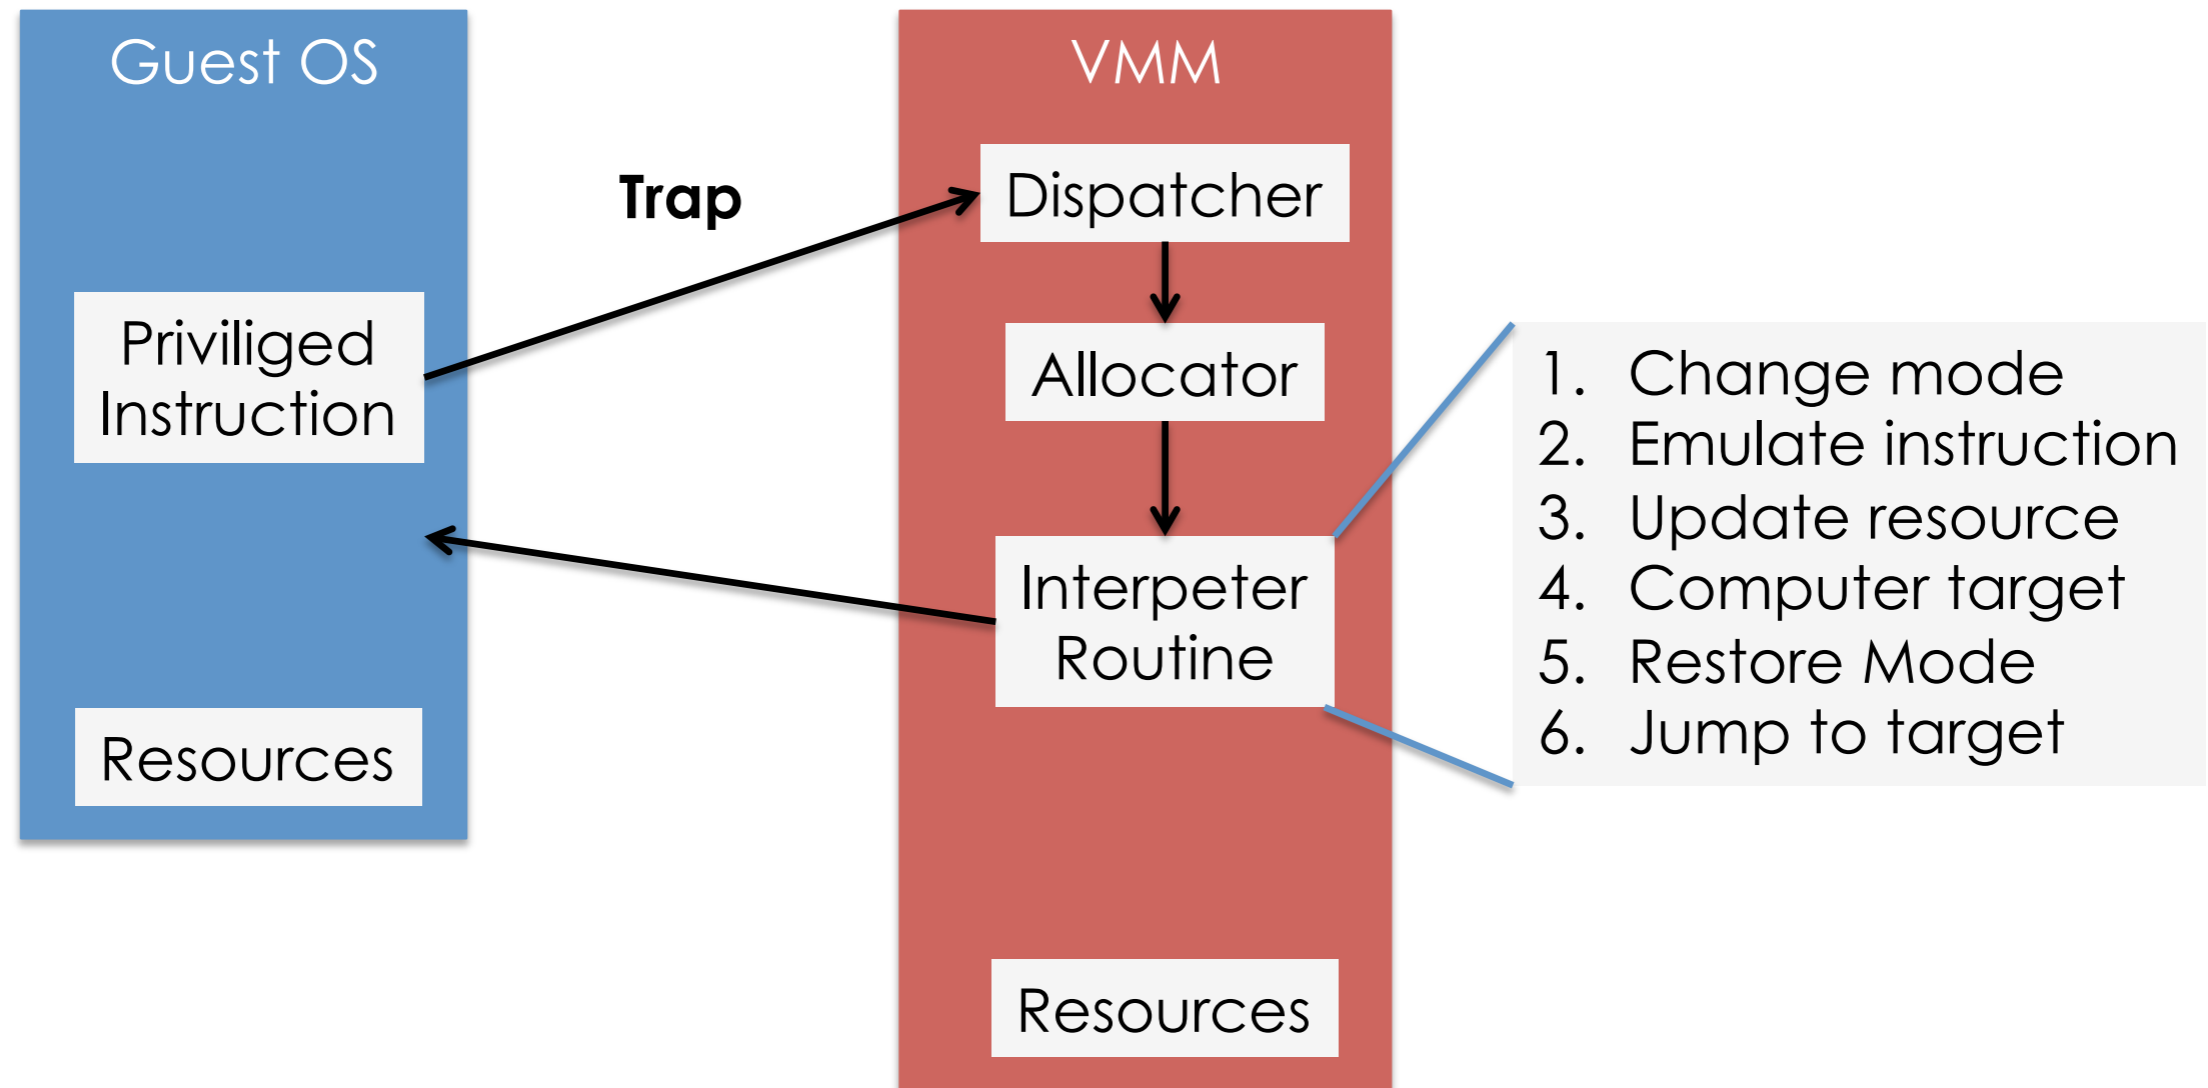 Guest OS
Priviliged
Instruction
Resources
Trap
VMM
Dispatcher
Allocator
Interpeter
Routine
Resources
1. Change mode
2. Emulate instruction
3. Update resource
4. Computer target
5. Restore Mode
6. Jump to target